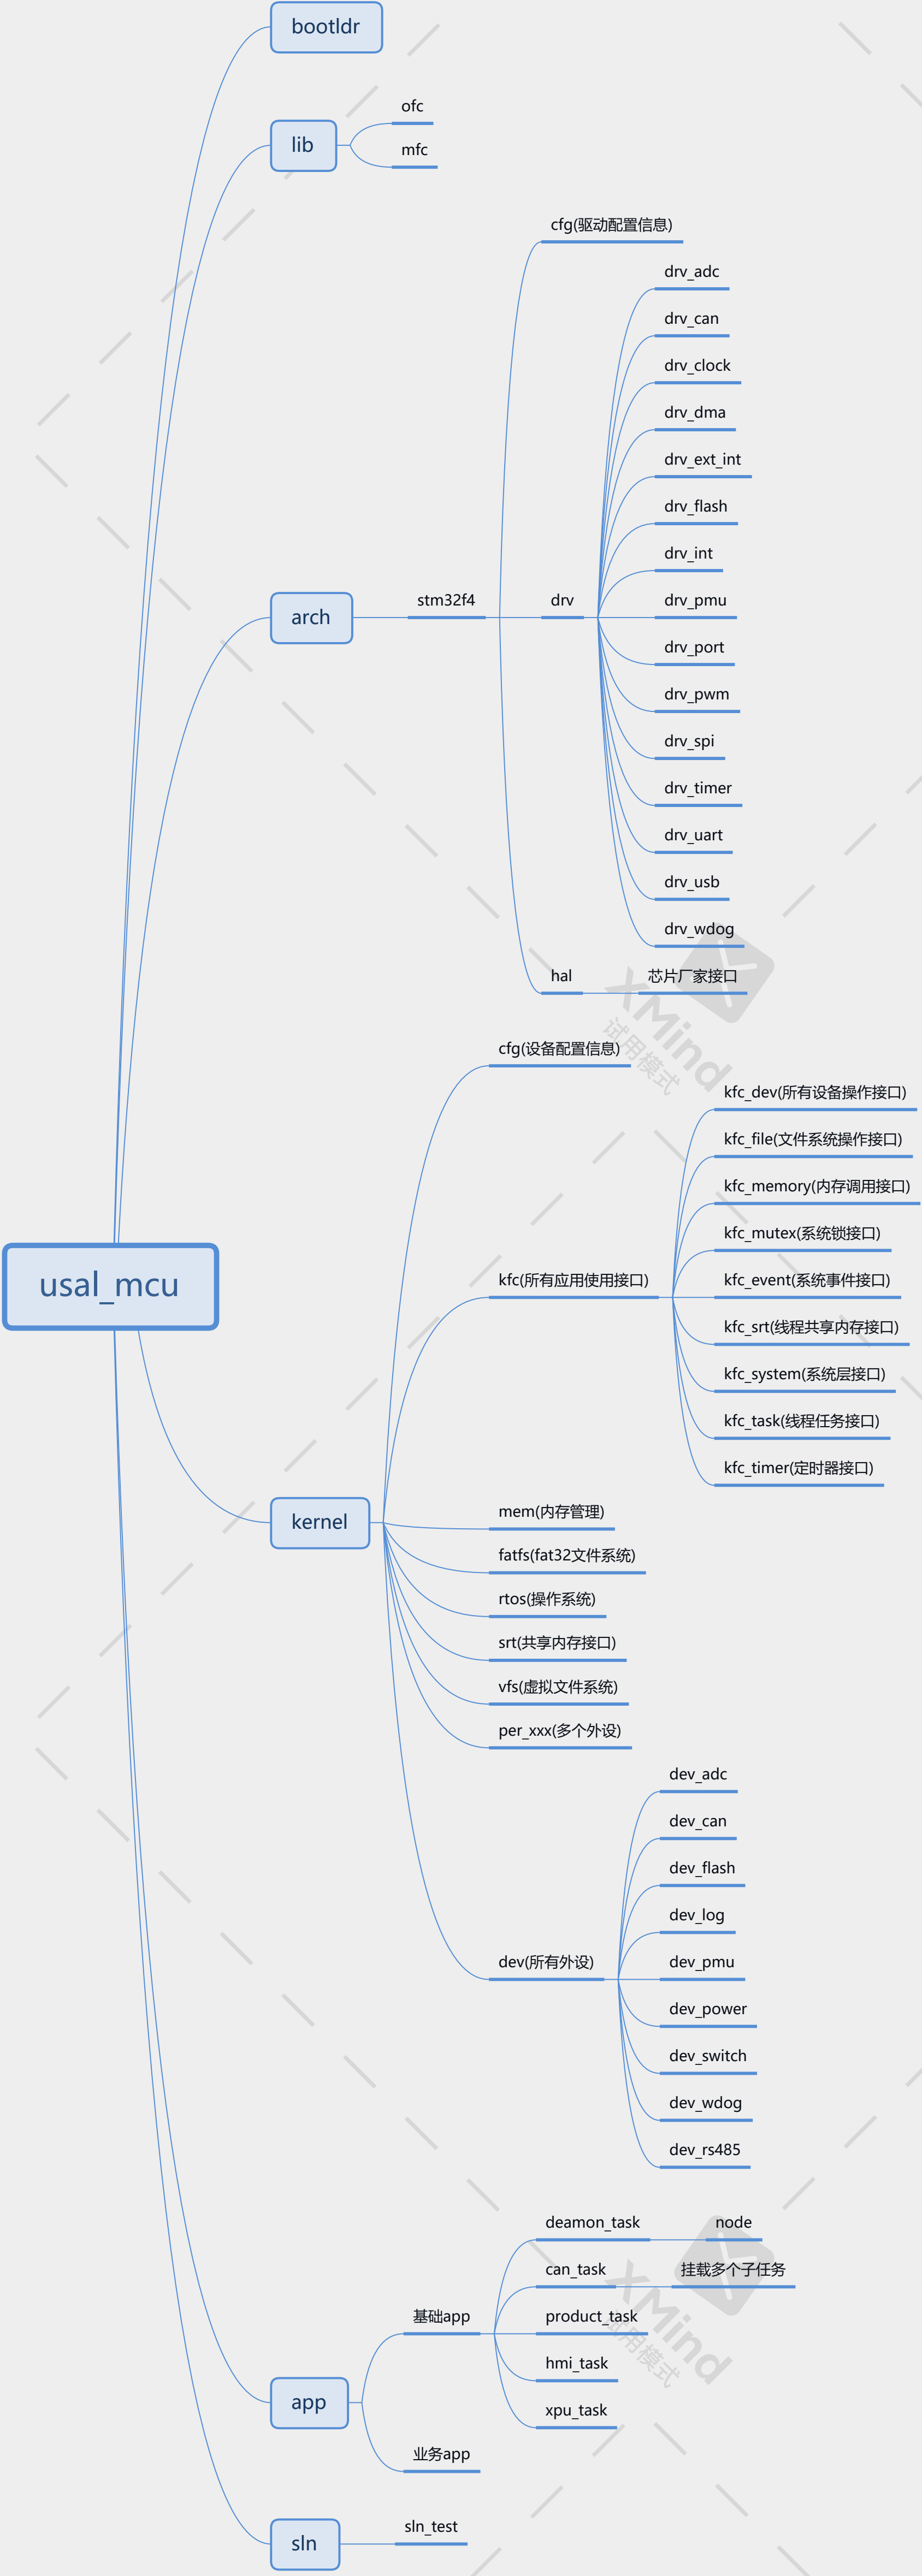 bootldr
ofc
lib
mfc
cfg(驱动配置信息)
drv_adc
drv_can
drv_clock
drv_dma
drv_ext_int
drv_flash
drv_int
arch
stm32f4
drv
drv_pmu
drv_port
drv_pwm
drv_spi
drv_timer
drv_uart
drv_usb
drv_wdog
hal
芯片厂家接口
XMind
试用模式
cfg(设备配置信息)
kfc_dev(所有设备操作接口)
kfc_file(文件系统操作接口)
kfc_memory(内存调用接口)
kfc_mutex(系统锁接口)
usal_mcu
kfc(所有应用使用接口)
kfc_event(系统事件接口)
kfc_srt(线程共享内存接口)
kfc_system(系统层接口)
kfc_task(线程任务接口)
kfc_timer(定时器接口)
kernel
mem(内存管理)
fatfs(fat32文件系统)
rtos(操作系统)
srt(共享内存接口)
vfs(虚拟文件系统)
per_xxx(多个外设)
dev_adc
dev_can
dev_flash
dev_log
dev(所有外设)
dev_pmu
dev_power
dev_switch
dev_wdog
dev_rs485
deamon_task
node
can_task
挂载多个子任务
XMind
试用模式
基础app
product_task
hmi_task
app
xpu_task
业务app
sln
sln_test